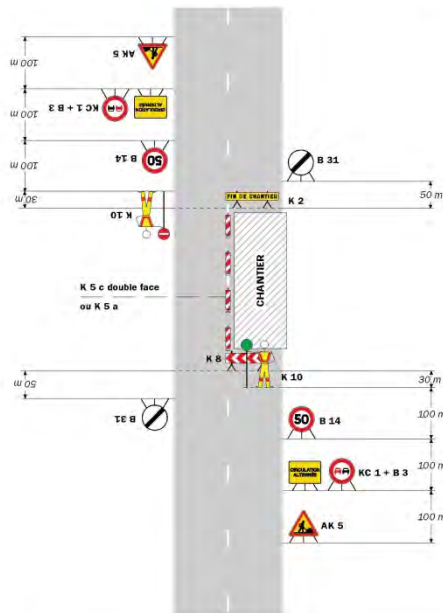 100 m
AK 5
100 m
KC 1 + B 3
CIRCULATION
ALTERNÉE
100 m
B 14
50
30 m
K 10
B 31
50 m
FIN DE CHANTIER
K 2
CHANTIER
K 5 c double face
ou K 5 a
K 8
K 10
50 m
30 m
B 31
100 m
50
B 14
100 m
CIRCULATION
ALTERNÉE
KC 1 + B 3
100 m
AK 5